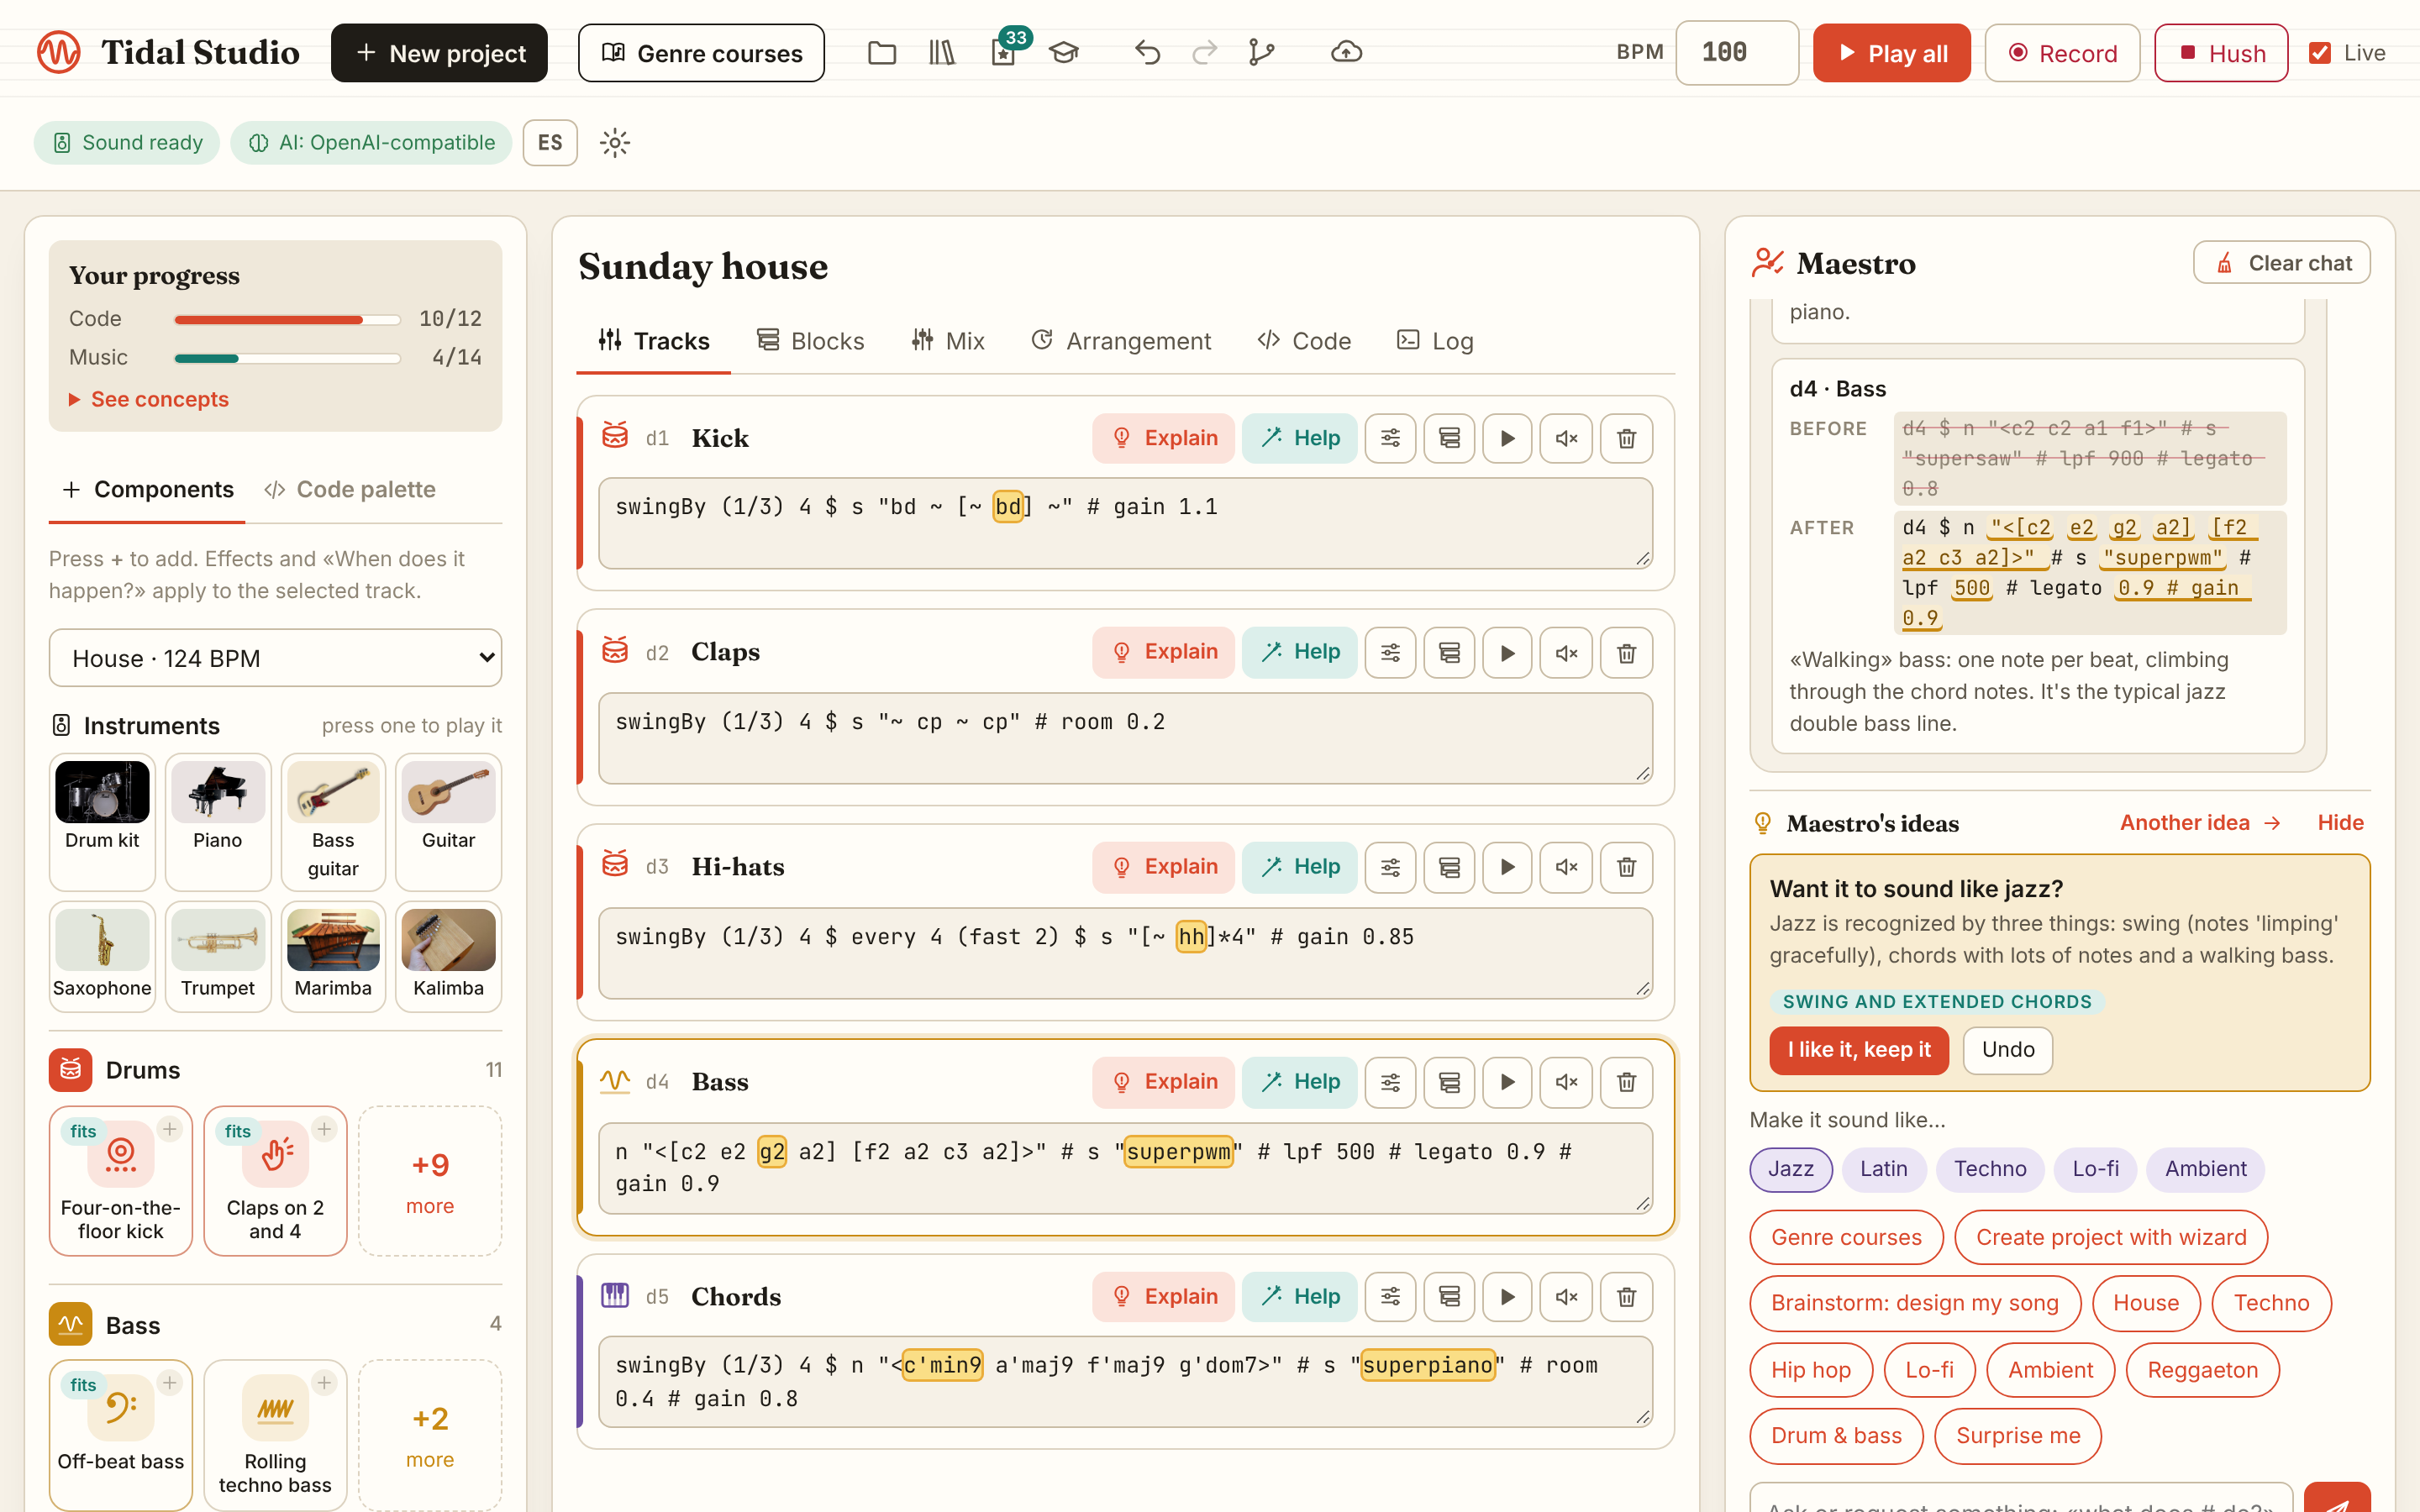 Tidal Studio
New project
Genre courses
33
BPM
100
Play all
Record
Hush
Live
Sound ready
AI: OpenAI-compatible
ES
Your progress
Code
10/12
Music
4/14
See concepts
Components
Code palette
Press + to add. Effects and «When does it
happen?» apply to the selected track.
House · 124 BPM
Instruments
press one to play it
Drum kit
Piano
Bass
guitar
Guitar
Saxophone
Trumpet
Marimba
Kalimba
Drums
11
fits
Four-on-the-
floor kick
fits
Claps on 2
and 4
+9
more
Bass
4
fits
Off-beat bass
Rolling
techno bass
+2
more
Sunday house
Tracks
Blocks
Mix
Arrangement
Code
Log
d1
Kick
Explain
Help
swingBy (1/3) 4 $ s "bd ~ [~ bd] ~" # gain 1.1
d2
Claps
Explain
Help
swingBy (1/3) 4 $ s "~ cp ~ cp" # room 0.2
d3
Hi-hats
Explain
Help
swingBy (1/3) 4 $ every 4 (fast 2) $ s "[~ hh]*4" # gain 0.85
d4
Bass
Explain
Help
n "<[c2 e2 g2 a2] [f2 a2 c3 a2]>" # s "superpwm" # lpf 500 # legato 0.9 #
gain 0.9
d5
Chords
Explain
Help
swingBy (1/3) 4 $ n "<c'min9 a'maj9 f'maj9 g'dom7>" # s "superpiano" # room
0.4 # gain 0.8
Maestro
Clear chat
piano.
d4 · Bass
BEFORE
d4 $ n "<c2 c2 a1 f1>" # s
"supersaw" # lpf 900 # legato
0.8
AFTER
d4 $ n "<[c2 e2 g2 a2] [f2
a2 c3 a2]>" # s "superpwm" #
lpf 500 # legato 0.9 # gain
0.9
«Walking» bass: one note per beat, climbing
through the chord notes. It's the typical jazz
double bass line.
Maestro's ideas
Another idea →
Hide
Want it to sound like jazz?
Jazz is recognized by three things: swing (notes 'limping'
gracefully), chords with lots of notes and a walking bass.
SWING AND EXTENDED CHORDS
I like it, keep it
Undo
Make it sound like...
Jazz
Latin
Techno
Lo-fi
Ambient
Genre courses
Create project with wizard
Brainstorm: design my song
House
Techno
Hip hop
Lo-fi
Ambient
Reggaeton
Drum & bass
Surprise me
Ask or request something: «what does # do?»